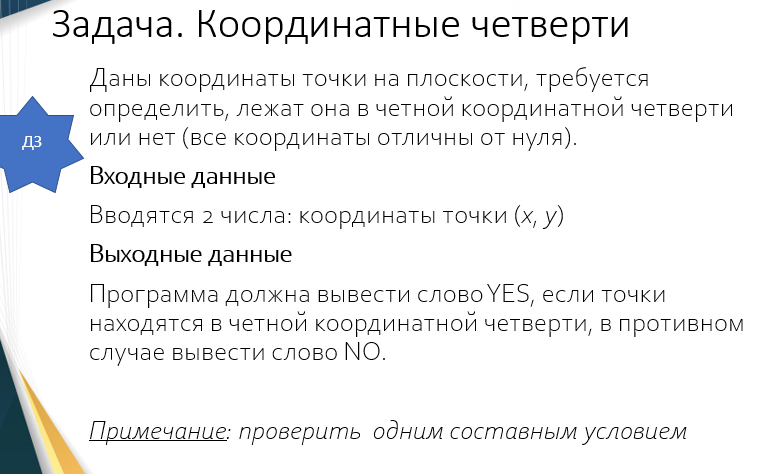 Задача. Координатные четверти
Даны координаты точки на плоскости, требуется
определить, лежат она в четной координатной четверти
или нет (все координаты отличны от нуля).
дз
Входные данные
Вводятся 2 числа: координаты точки (x, y)
Выходные данные
Программа должна вывести слово YES, если точки
находятся в четной координатной четверти, в противном
случае вывести слово NO.
Примечание: проверить одним составным условием